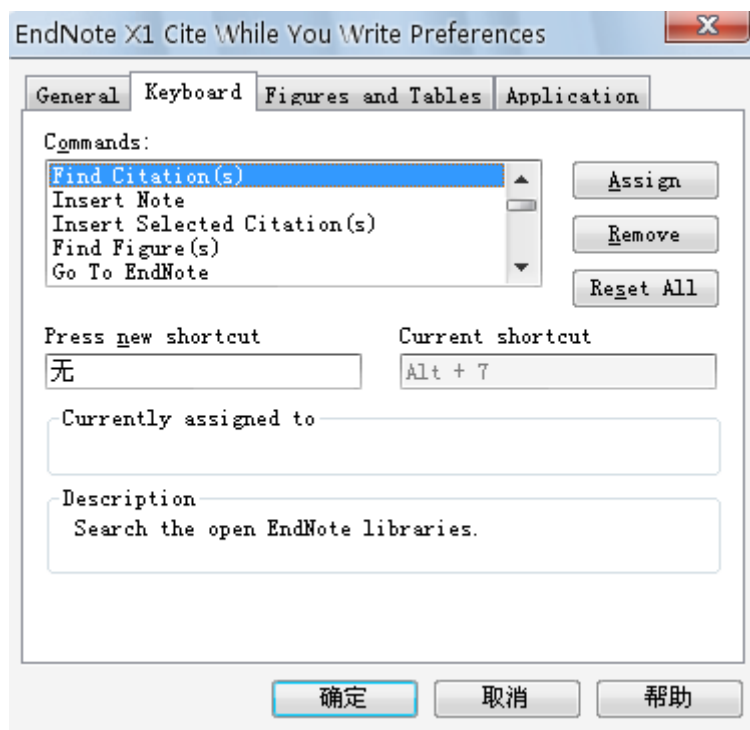 EndNote X1 Cite While You Write Preferences
General Keyboard Figures and Tables Application
Commands:
Find Citation(s)
Insert Note
Insert Selected Citation(s)
Find Figure(s)
Go To EndNote
Assign
Remove
Reset All
Press new shortcut Current shortcut
无 Alt + 7
Currently assigned to
Description
Search the open EndNote libraries.
确定 取消 帮助